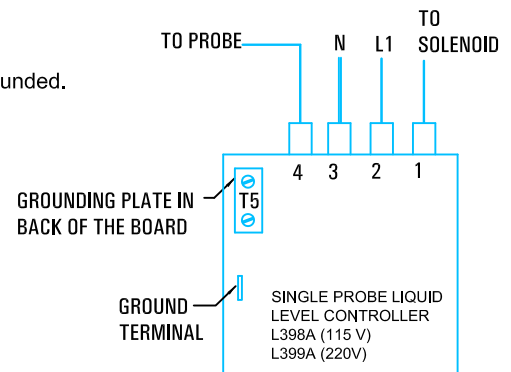 TO
TO PROBE N L1 SOLENOID
unded.
4 3 2 1
T5
GROUNDING PLATE IN
BACK OF THE BOARD
GROUND
TERMINAL
SINGLE PROBE LIQUID
LEVEL CONTROLLER
L398A (115 V)
L399A (220V)